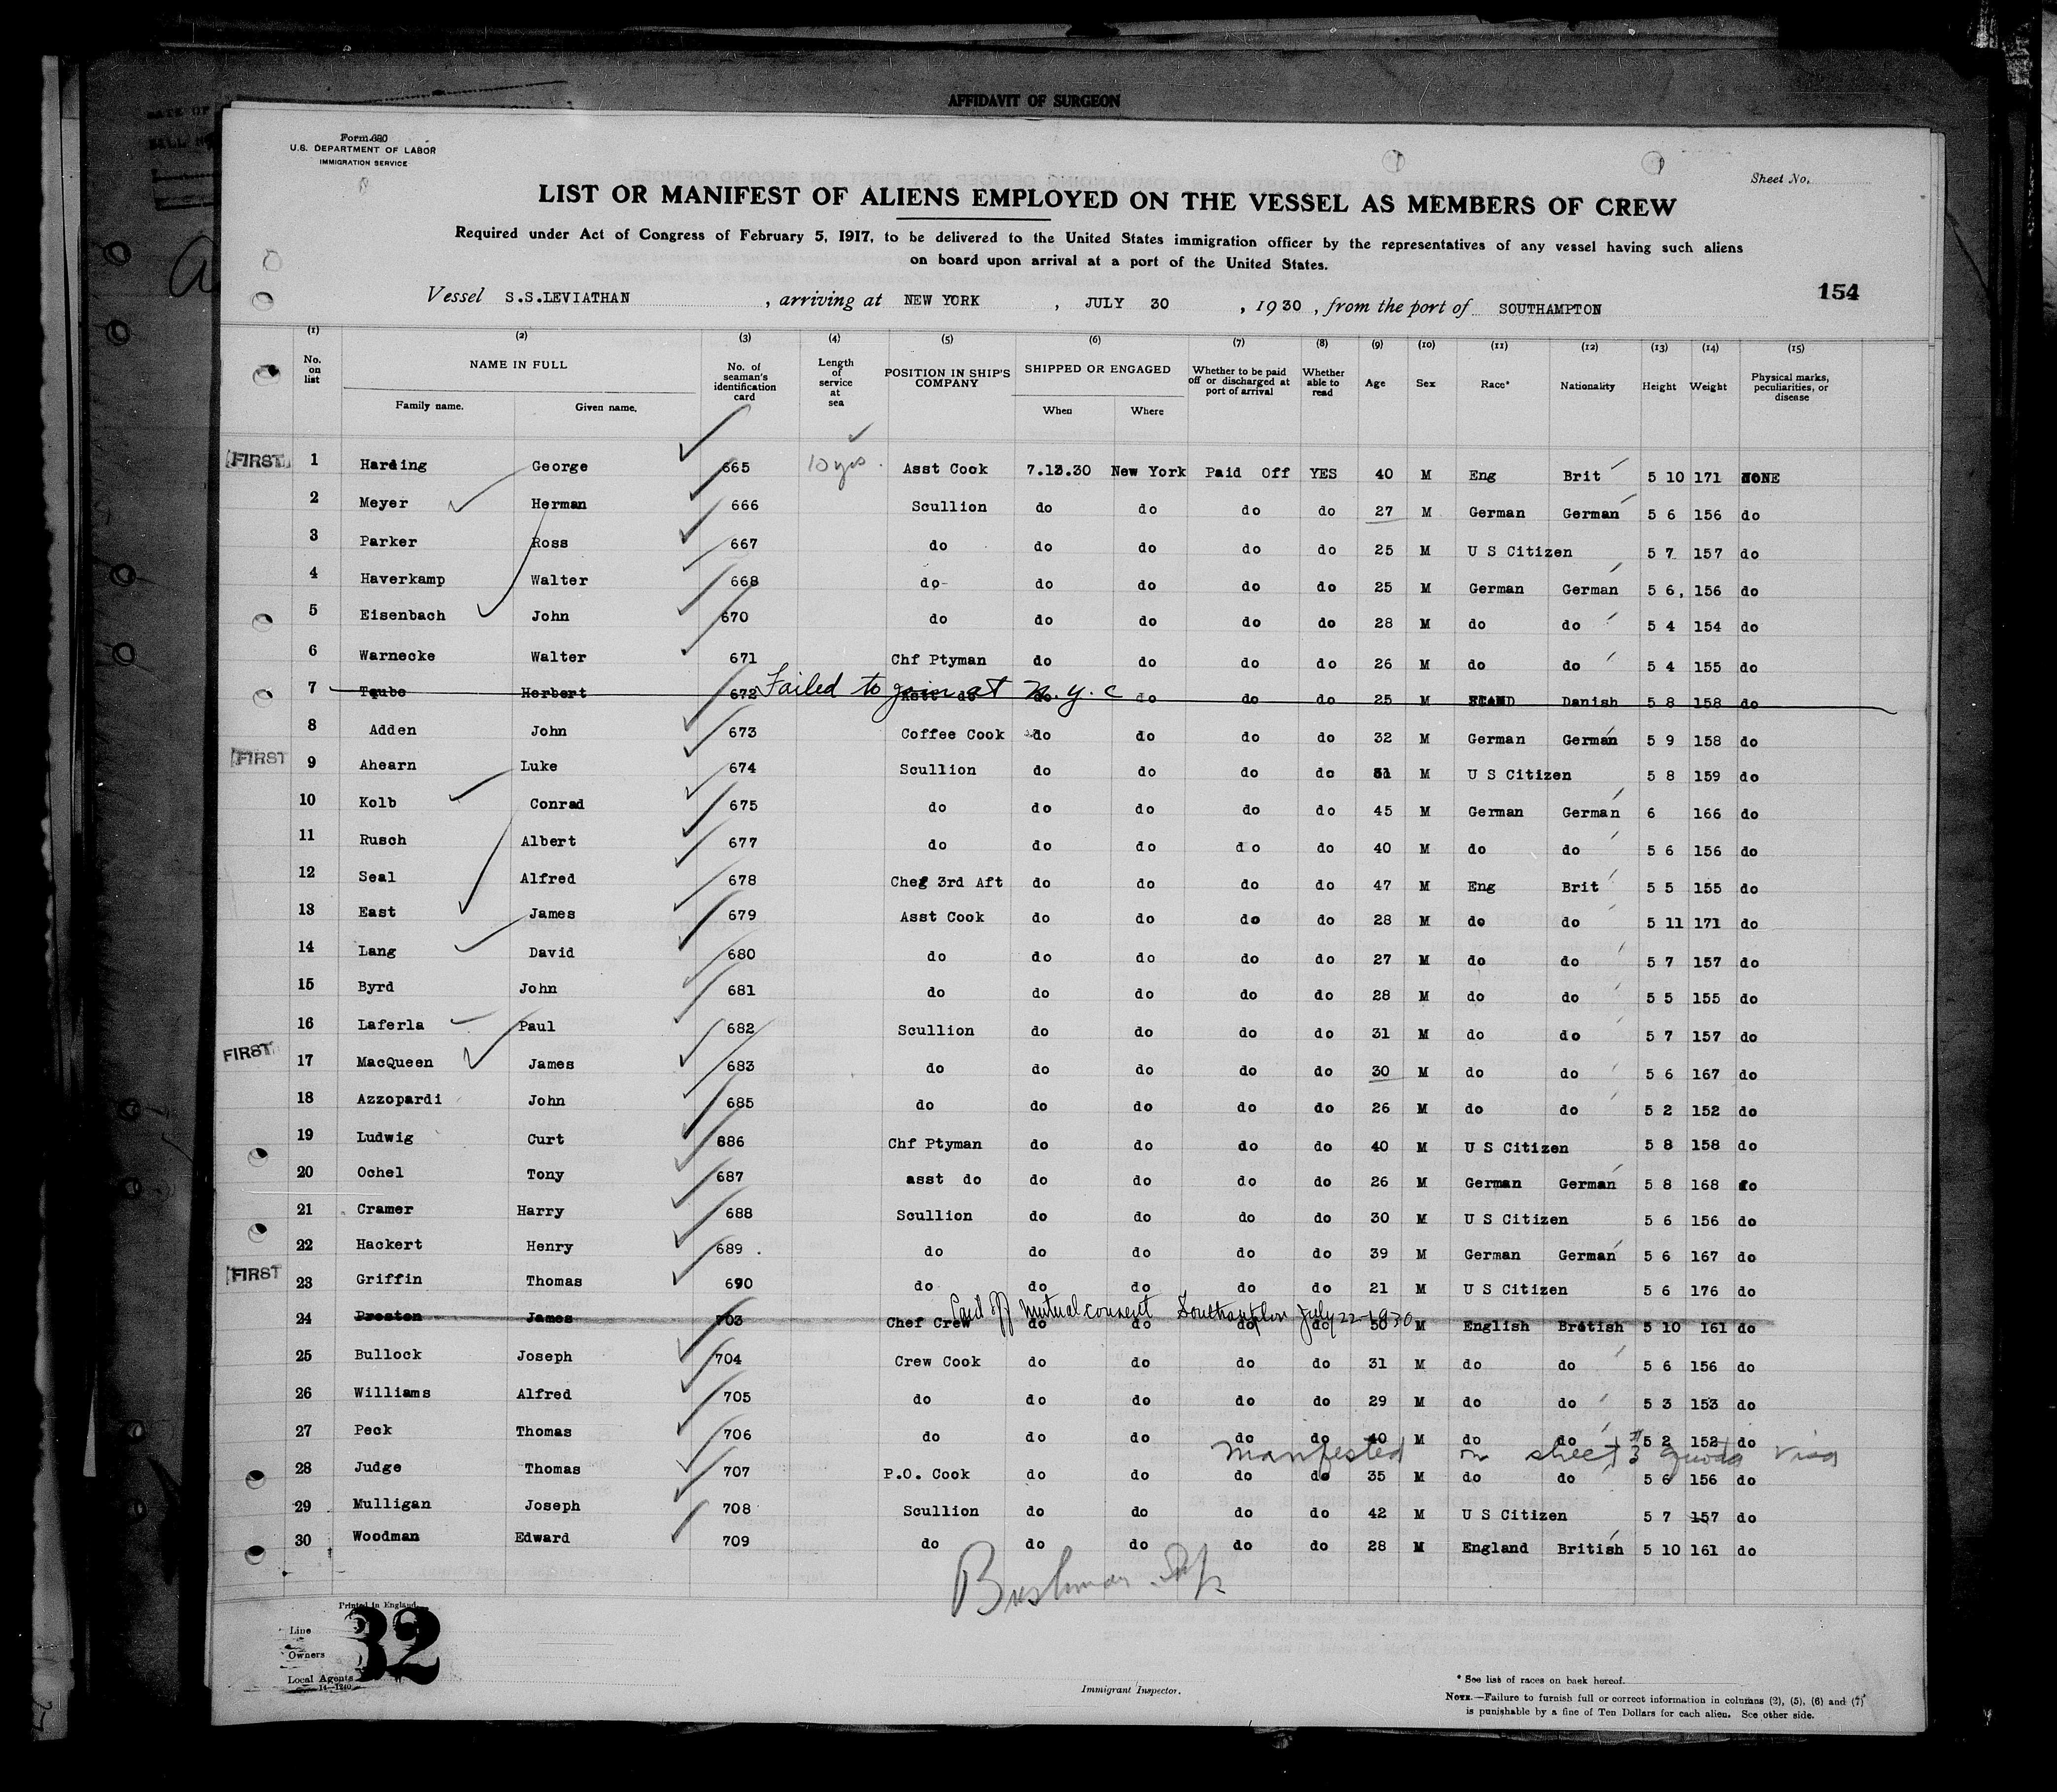 AFFIDAVIT OF SURGEON
Form 680
U.S. DEPARTMENT OF LABOR
IMMIGRATION SERVICE
Sheet No.
LIST OR MANIFEST OF ALIENS EMPLOYED ON THE VESSEL AS MEMBERS OF CREW
Required under Act of Congress of February 5, 1917, to be delivered to the United States immigration officer by the representatives of any vessel having such aliens
on board upon arrival at a port of the United States.
154
Vessel S.S.LEVIATHAN , arriving at NEW YORK , JULY 30 , 1930 , from the port of SOUTHAMPTON
(1) (2) (3) (4) (5) (6) (7) (8) (9) (10) (11) (12) (13) (14) (15)
No. on list NAME IN FULL Family name. Given name. No. of seaman's identification card Length of service at sea POSITION IN SHIP'S COMPANY SHIPPED OR ENGAGED When Where Whether to be paid off or discharged at port of arrival Whether able to read Age Sex Race* Nationality Height Weight Physical marks, peculiarities, or disease
FIRST 1 Harding George 665 10 yrs Asst Cook 7.13.30 New York Paid Off YES 40 M Eng Brit 5 10 171 NONE
2 Meyer Herman 666 Scullion do do do do 27 M German German 5 6 156 do
3 Parker Ross 667 do do do do do 25 M U S Citizen 5 7 157 do
4 Haverkamp Walter 668 do- do do do do 25 M German German 5 6, 156 do
5 Eisenbach John 670 do do do do do 28 M do do 5 4 154 do
6 Warnecke Walter 671 Chf Ptyman do do do do 26 M do do 5 4 155 do
7 Taube Herbert 672 Failed to join at N.Y.C Asst do do do do do 25 M Danish 5 8 158 do
8 Adden John 673 Coffee Cook do do do do 32 M German German 5 9 158 do
FIRST 9 Ahearn Luke 674 Scullion do do do do M U S Citizen 5 8 159 do
10 Kolb Conrad 675 do do do do do 45 M German German 6 166 do
11 Rusch Albert 677 do do do do do 40 M do do 5 6 156 do
12 Seal Alfred 678 Chef 3rd Aft do do do do 47 M Eng Brit 5 5 155 do
13 East James 679 Asst Cook do do do do 28 M do do 5 11 171 do
14 Lang David 680 do do do do do 27 M do do 5 7 157 do
15 Byrd John 681 do do do do do 28 M do do 5 5 155 do
16 Laferla Paul 682 Scullion do do do do 31 M do do 5 7 157 do
FIRST 17 MacQueen James 683 do do do do do 30 M do do 5 6 167 do
18 Azzopardi John 685 do do do do do 26 M do do 5 2 152 do
19 Ludwig Curt 686 Chf Ptyman do do do do 40 M U S Citizen 5 8 158 do
20 Ochel Tony 687 asst do do do do do 26 M German German 5 8 168 do
21 Cramer Harry 688 Scullion do do do do 30 M U S Citizen 5 6 156 do
22 Hackert Henry 689 . do do do do do 39 M German German 5 6 167 do
FIRST 23 Griffin Thomas 690 do do do do do 21 M U S Citizen 5 6 176 do
Paid off mutual consent Southampton July 22-1930
24 Preston James 703 Chef Crew do do do do 50 M English British 5 10 161 do
25 Bullock Joseph 704 Crew Cook do do do do 31 M do do 5 6 156 do
26 Williams Alfred 705 do do do do do 29 M do do 5 3 153 do
27 Peck Thomas 706 do do do do do 40 M do do 5 2 152 do
manifested on sheet #3 quota visa
28 Judge Thomas 707 P.O. Cook do do do do 35 M do do 5 6 156 do
29 Mulligan Joseph 708 Scullion do do do do 42 M U S Citizen 5 7 157 do
30 Woodman Edward 709 do do do do do 28 M England British 5 10 161 do
Printed in England.
32
Line
Owners
Local Agents
14—1240
Immigrant Inspector.
* See list of races on back hereof.
NOTE.—Failure to furnish full or correct information in columns (2), (5), (6) and (7)
is punishable by a fine of Ten Dollars for each alien. See other side.